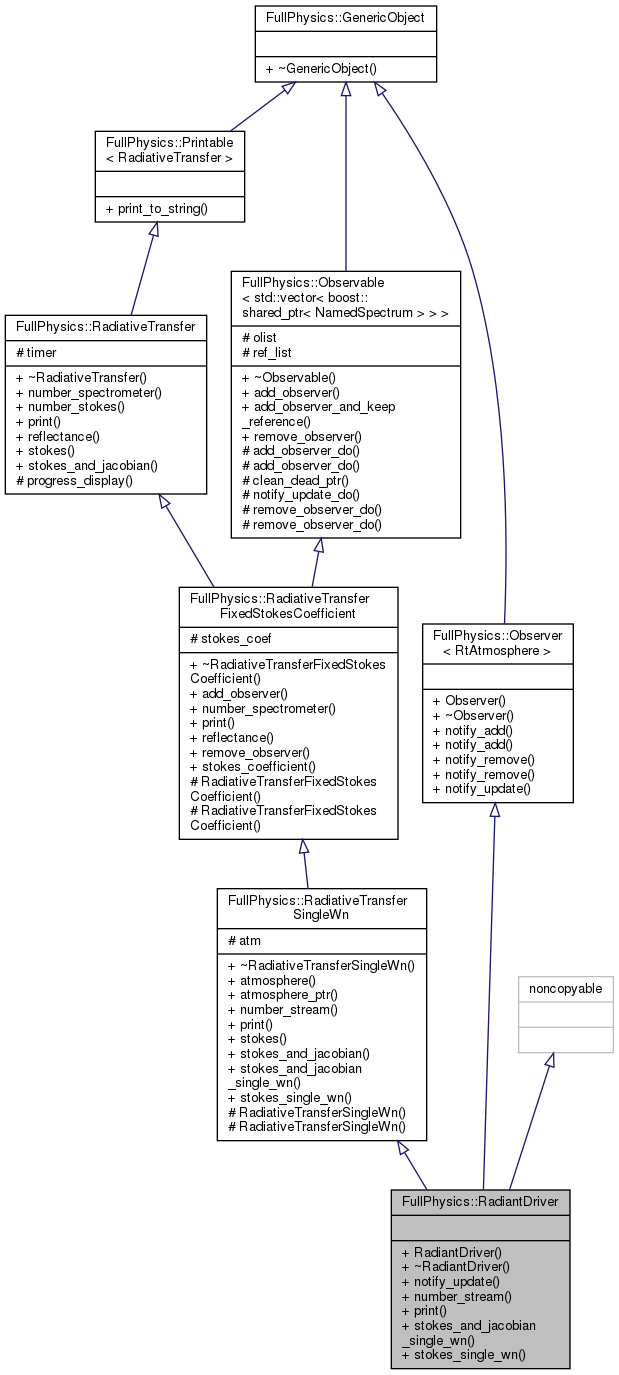 FullPhysics::GenericObject
+ ~GenericObject()
FullPhysics::Printable
< RadiativeTransfer >
+ print_to_string()
FullPhysics::Observable
< std::vector< boost::
shared_ptr< NamedSpectrum > > >
# olist
# ref_list
+ ~Observable()
+ add_observer()
+ add_observer_and_keep
_reference()
+ remove_observer()
# add_observer_do()
# add_observer_do()
# clean_dead_ptr()
# notify_update_do()
# remove_observer_do()
# remove_observer_do()
FullPhysics::RadiativeTransfer
# timer
+ ~RadiativeTransfer()
+ number_spectrometer()
+ number_stokes()
+ print()
+ reflectance()
+ stokes()
+ stokes_and_jacobian()
# progress_display()
FullPhysics::RadiativeTransfer
FixedStokesCoefficient
# stokes_coef
+ ~RadiativeTransferFixedStokes
Coefficient()
+ add_observer()
+ number_spectrometer()
+ print()
+ reflectance()
+ remove_observer()
+ stokes_coefficient()
# RadiativeTransferFixedStokes
Coefficient()
# RadiativeTransferFixedStokes
Coefficient()
FullPhysics::Observer
< RtAtmosphere >
+ Observer()
+ ~Observer()
+ notify_add()
+ notify_add()
+ notify_remove()
+ notify_remove()
+ notify_update()
FullPhysics::RadiativeTransfer
SingleWn
# atm
+ ~RadiativeTransferSingleWn()
+ atmosphere()
+ atmosphere_ptr()
+ number_stream()
+ print()
+ stokes()
+ stokes_and_jacobian()
+ stokes_and_jacobian
_single_wn()
+ stokes_single_wn()
# RadiativeTransferSingleWn()
# RadiativeTransferSingleWn()
noncopyable
FullPhysics::RadiantDriver
+ RadiantDriver()
+ ~RadiantDriver()
+ notify_update()
+ number_stream()
+ print()
+ stokes_and_jacobian
_single_wn()
+ stokes_single_wn()